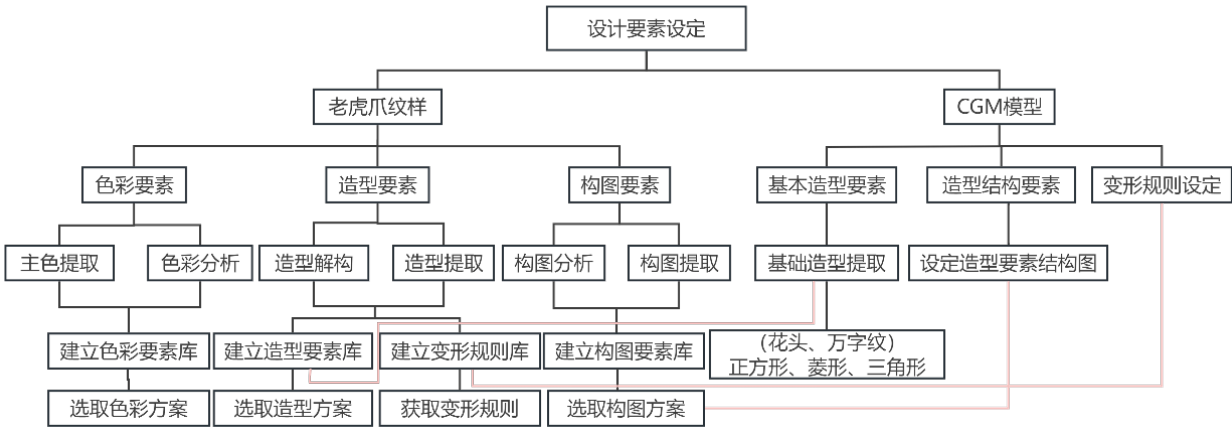 设计要素设定
老虎爪纹样
CGM模型
色彩要素
造型要素
构图要素
基本造型要素
造型结构要素
变形规则设定
主色提取
色彩分析
造型解构
造型提取
构图分析
构图提取
基础造型提取
设定造型要素结构图
建立色彩要素库
建立造型要素库
建立变形规则库
建立构图要素库
（花头、万字纹）
正方形、菱形、三角形
选取色彩方案
选取造型方案
获取变形规则
选取构图方案